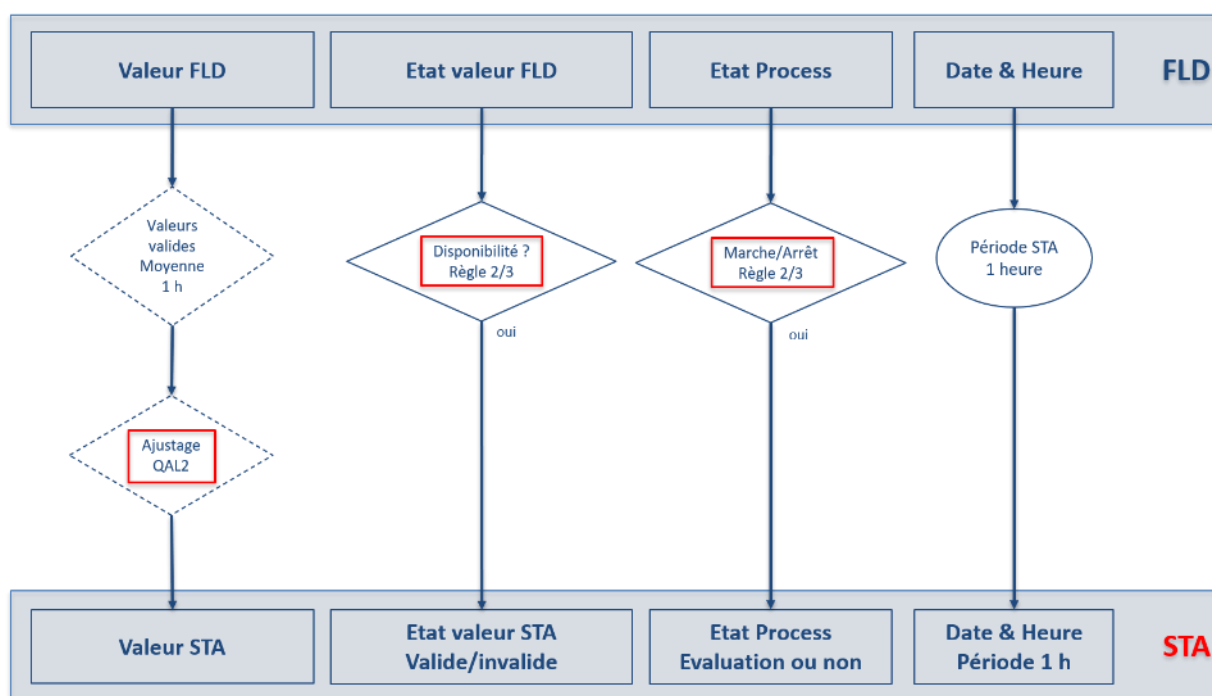 Valeur FLD
Etat valeur FLD
Etat Process
Date & Heure
FLD
Valeurs
valides
Moyenne
1 h
Disponibilité ?
Règle 2/3
oui
Marche/Arrêt
Règle 2/3
oui
Période STA
1 heure
Ajustage
QAL2
Valeur STA
Etat valeur STA
Valide/invalide
Etat Process
Evaluation ou non
Date & Heure
Période 1 h
STA